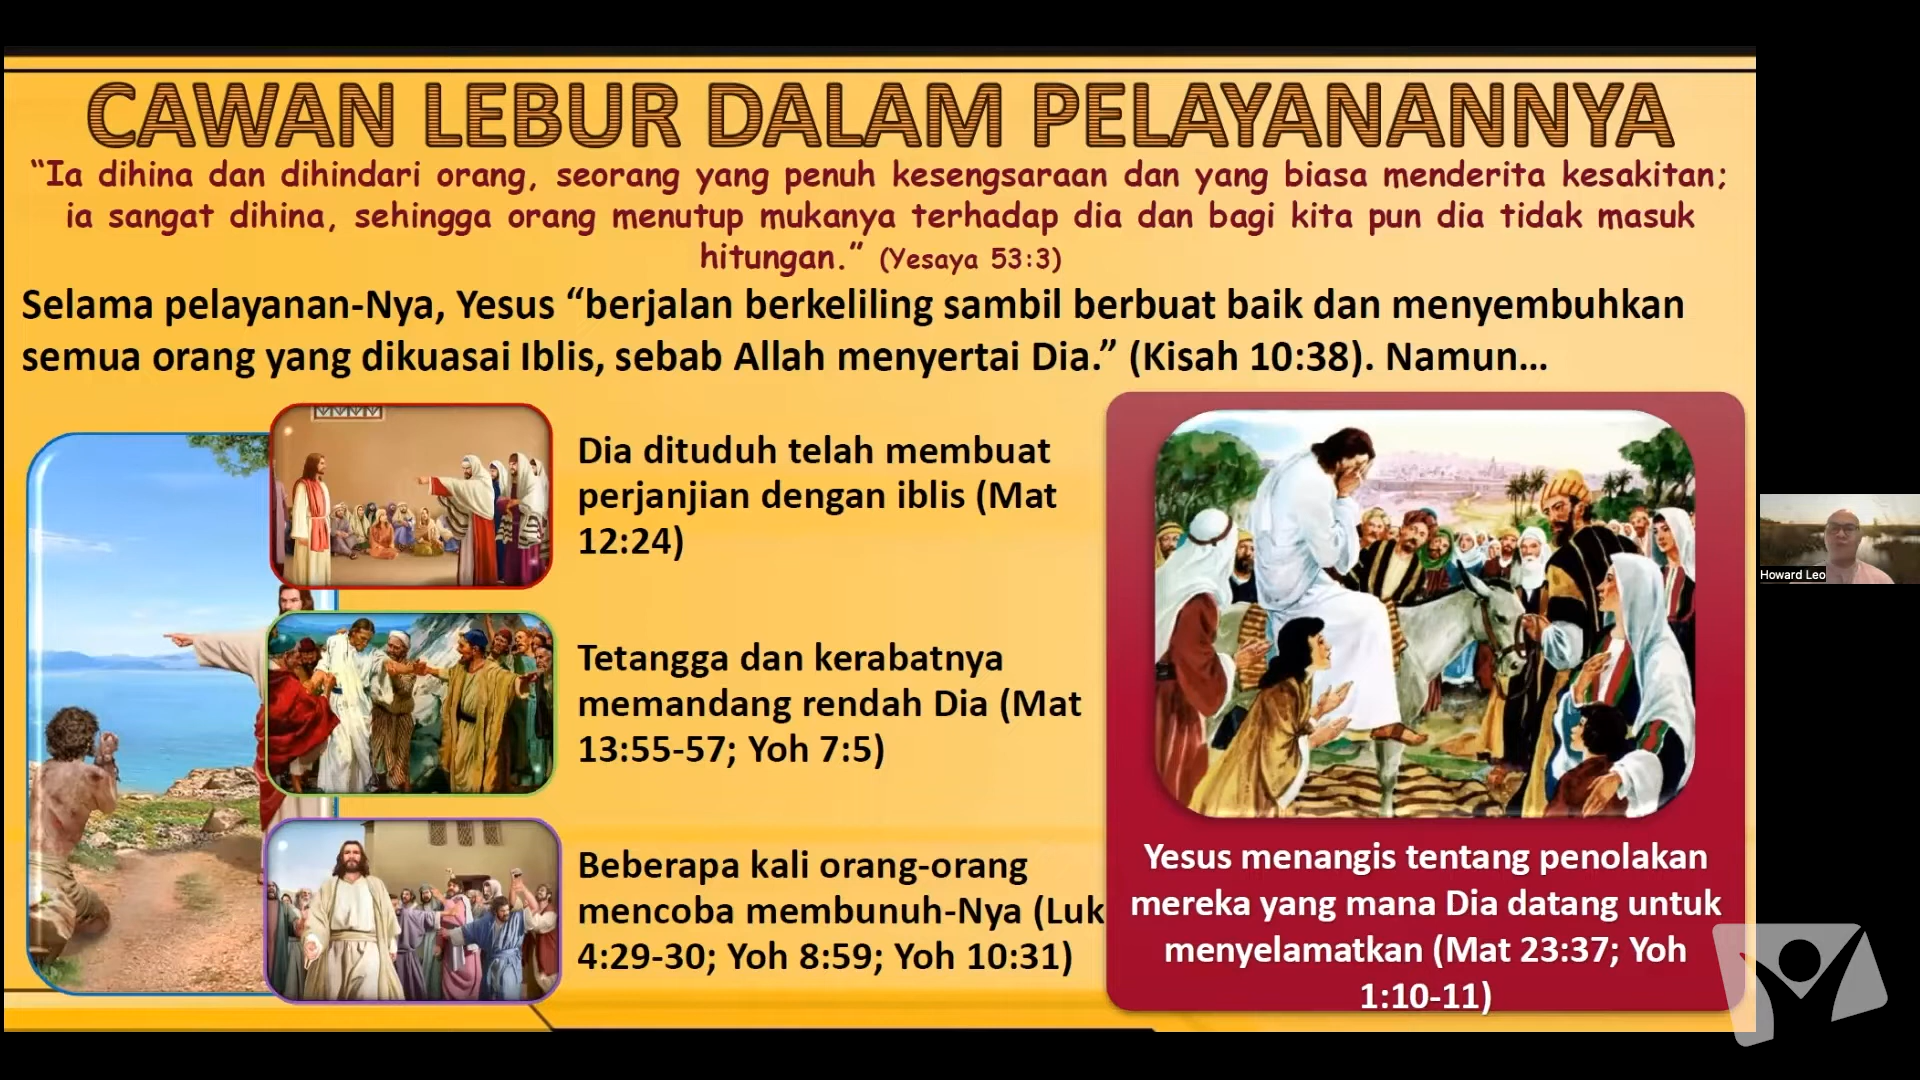 CAWAN LEBUR DALAM PELAYANANNYA
“Ia dihina dan dihindari orang, seorang yang penuh kesengsaraan dan yang biasa menderita kesakitan;
ia sangat dihina, sehingga orang menutup mukanya terhadap dia dan bagi kita pun dia tidak masuk
hitungan.” (Yesaya 53:3)
Selama pelayanan-Nya, Yesus “berjalan berkeliling sambil berbuat baik dan menyembuhkan
semua orang yang dikuasai Iblis, sebab Allah menyertai Dia.” (Kisah 10:38). Namun...
Dia dituduh telah membuat
perjanjian dengan iblis (Mat
12:24)
Tetangga dan kerabatnya
memandang rendah Dia (Mat
13:55-57; Yoh 7:5)
Beberapa kali orang-orang
mencoba membunuh-Nya (Luk
4:29-30; Yoh 8:59; Yoh 10:31)
Yesus menangis tentang penolakan
mereka yang mana Dia datang untuk
menyelamatkan (Mat 23:37; Yoh
1:10-11)
Howard Leo